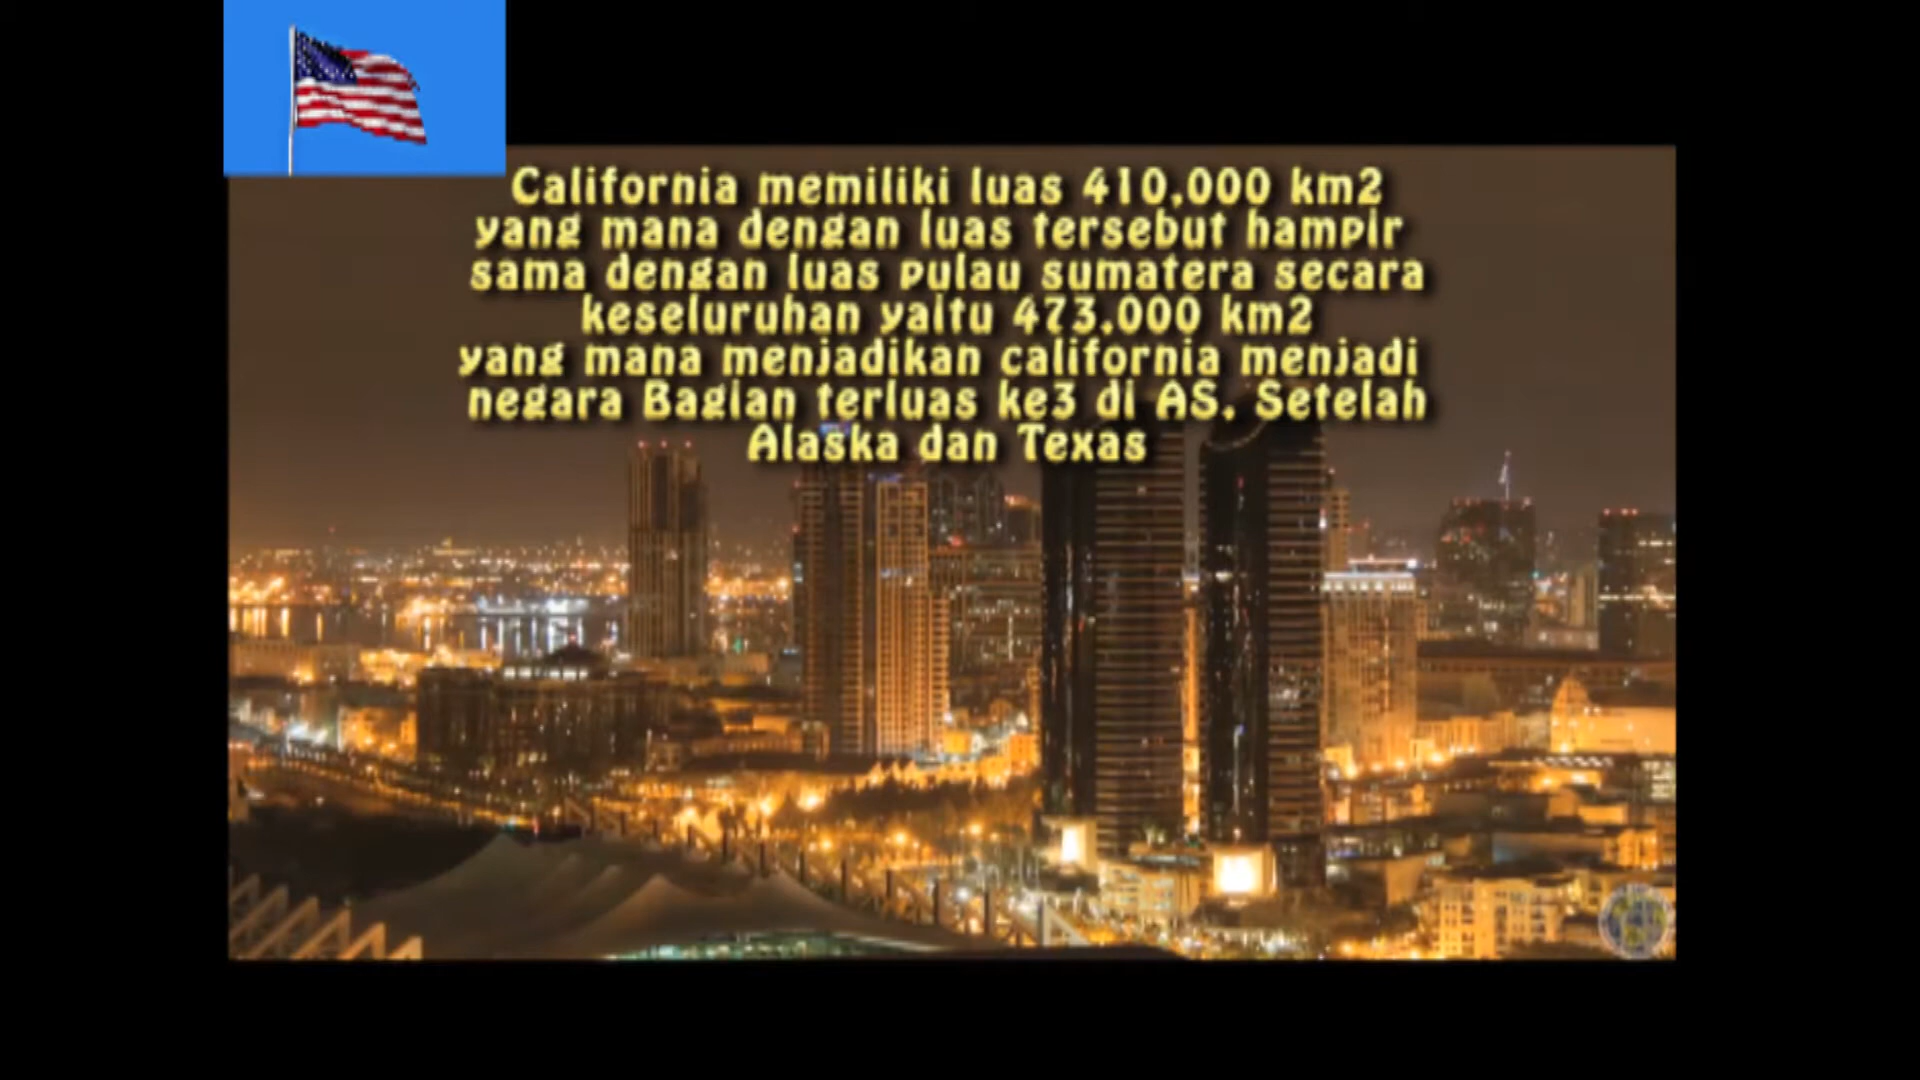 California memiliki luas 410,000 km2
yang mana dengan luas tersebut hampir
sama dengan luas pulau sumatera secara
keseluruhan yaitu 473.000 km2
yang mana menjadikan california menjadi
negara Bagian terluas ke3 di AS. Setelah
Alaska dan Texas